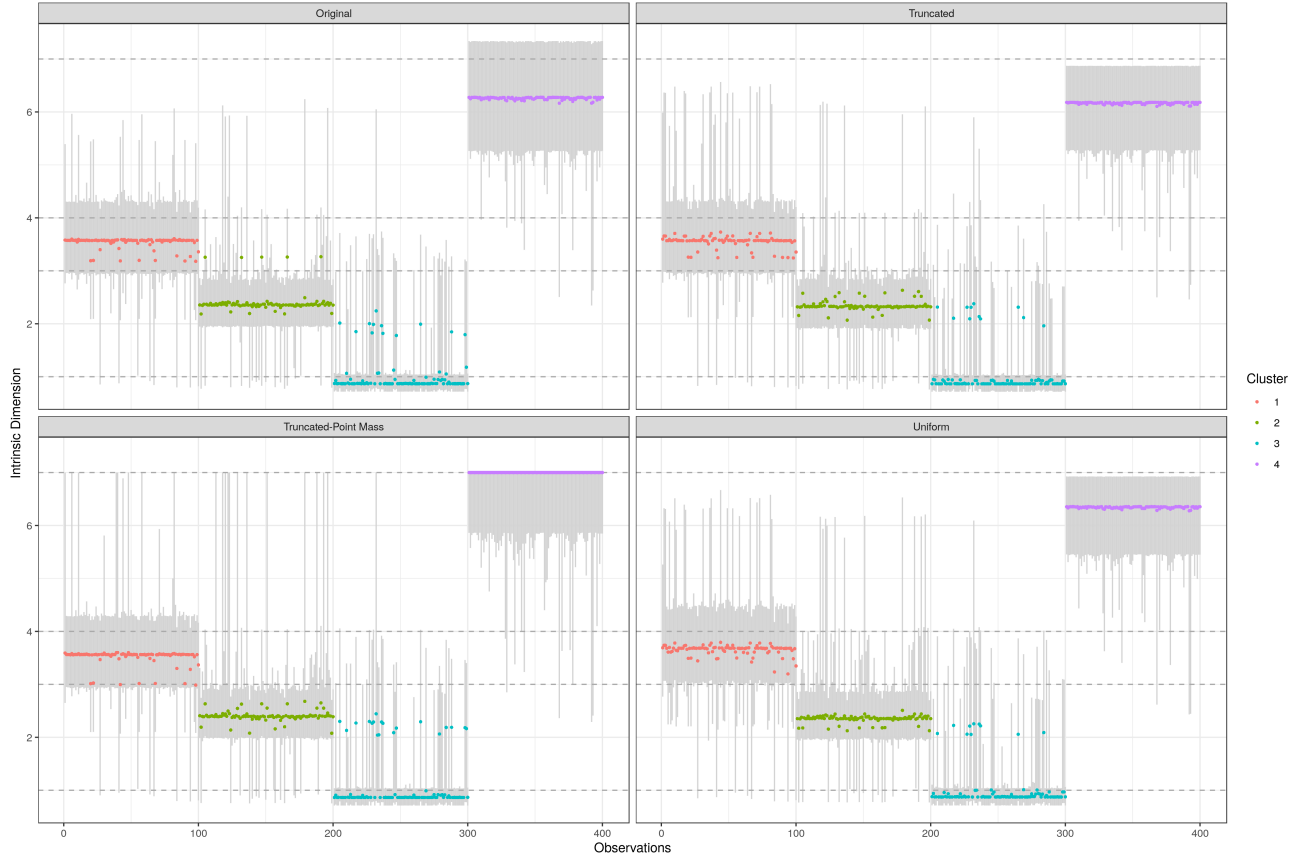 Original
Truncated
6
4
2
Truncated-Point Mass
Uniform
6
4
2
0
100
200
300
400
0
100
200
300
400
Observations
Intrinsic Dimension
Cluster
1
2
3
4